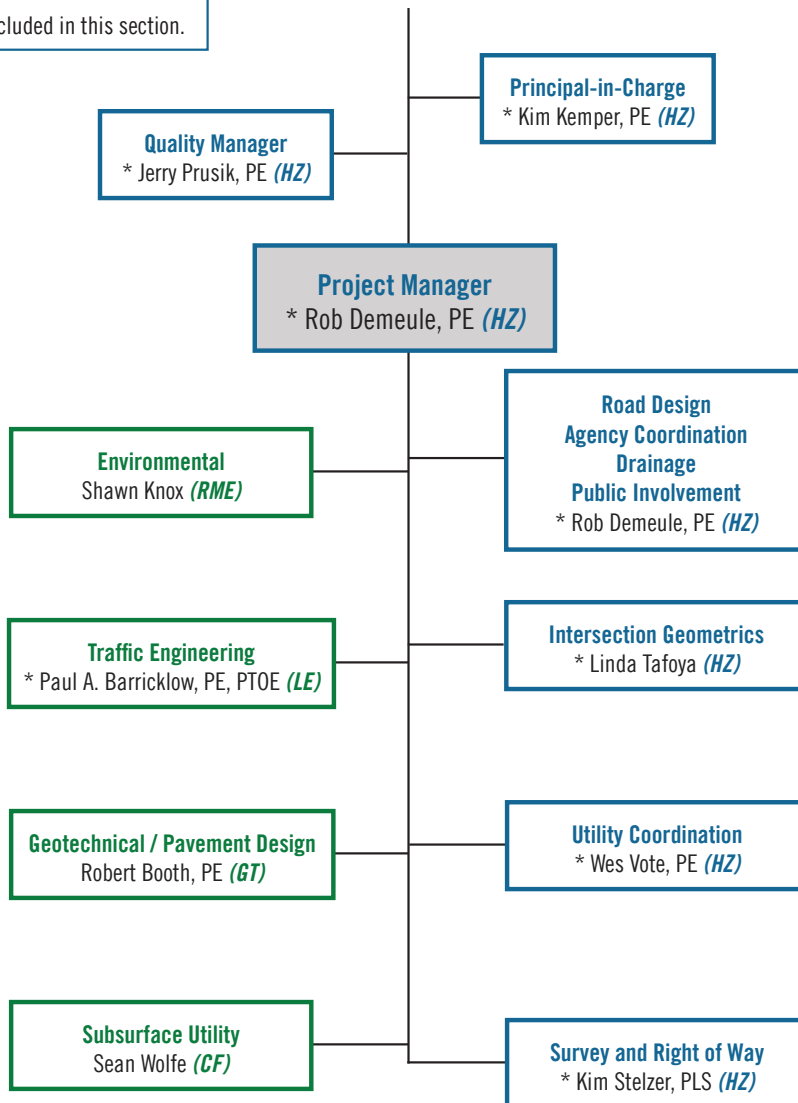 cluded in this section.
Principal-in-Charge
* Kim Kemper, PE (HZ)
Quality Manager
* Jerry Prusik, PE (HZ)
Project Manager
* Rob Demeule, PE (HZ)
Road Design
Agency Coordination
Drainage
Public Involvement
* Rob Demeule, PE (HZ)
Environmental
Shawn Knox (RME)
Intersection Geometrics
* Linda Tafoya (HZ)
Traffic Engineering
* Paul A. Barricklow, PE, PTOE (LE)
Utility Coordination
* Wes Vote, PE (HZ)
Geotechnical / Pavement Design
Robert Booth, PE (GT)
Subsurface Utility
Sean Wolfe (CF)
Survey and Right of Way
* Kim Stelzer, PLS (HZ)